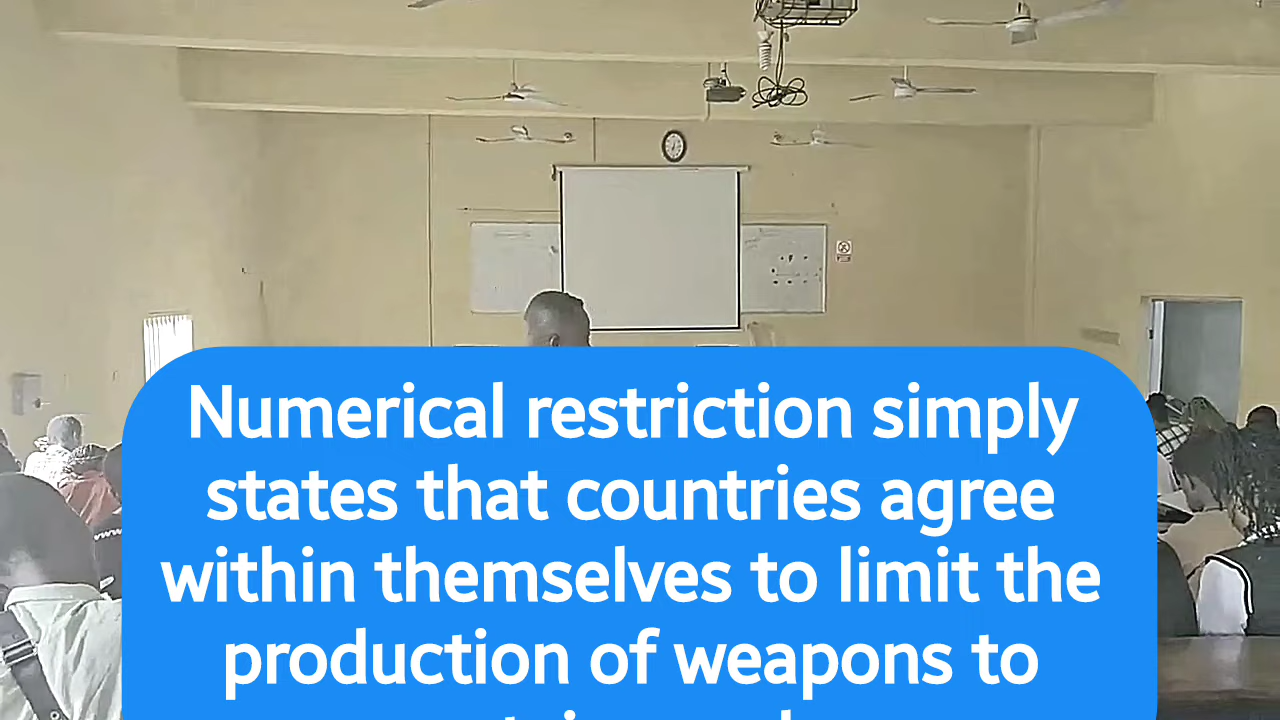 Numerical restriction simply
states that countries agree
within themselves to limit the
production of weapons to